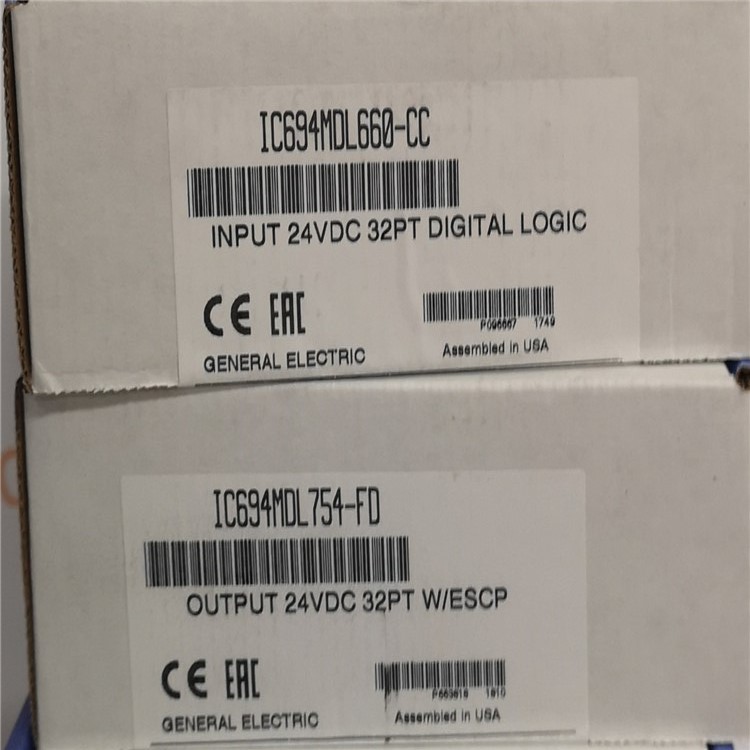 IC694MDL660-CC
INPUT 24VDC 32PT DIGITAL LOGIC
CE EAC
1749
GENERAL ELECTRIC
Assembled in USA
IC694MDL754-FD
OUTPUT 24VDC 32PT W/ESCP
CE EAC
GENERAL ELECTRIC
Assembled in USA